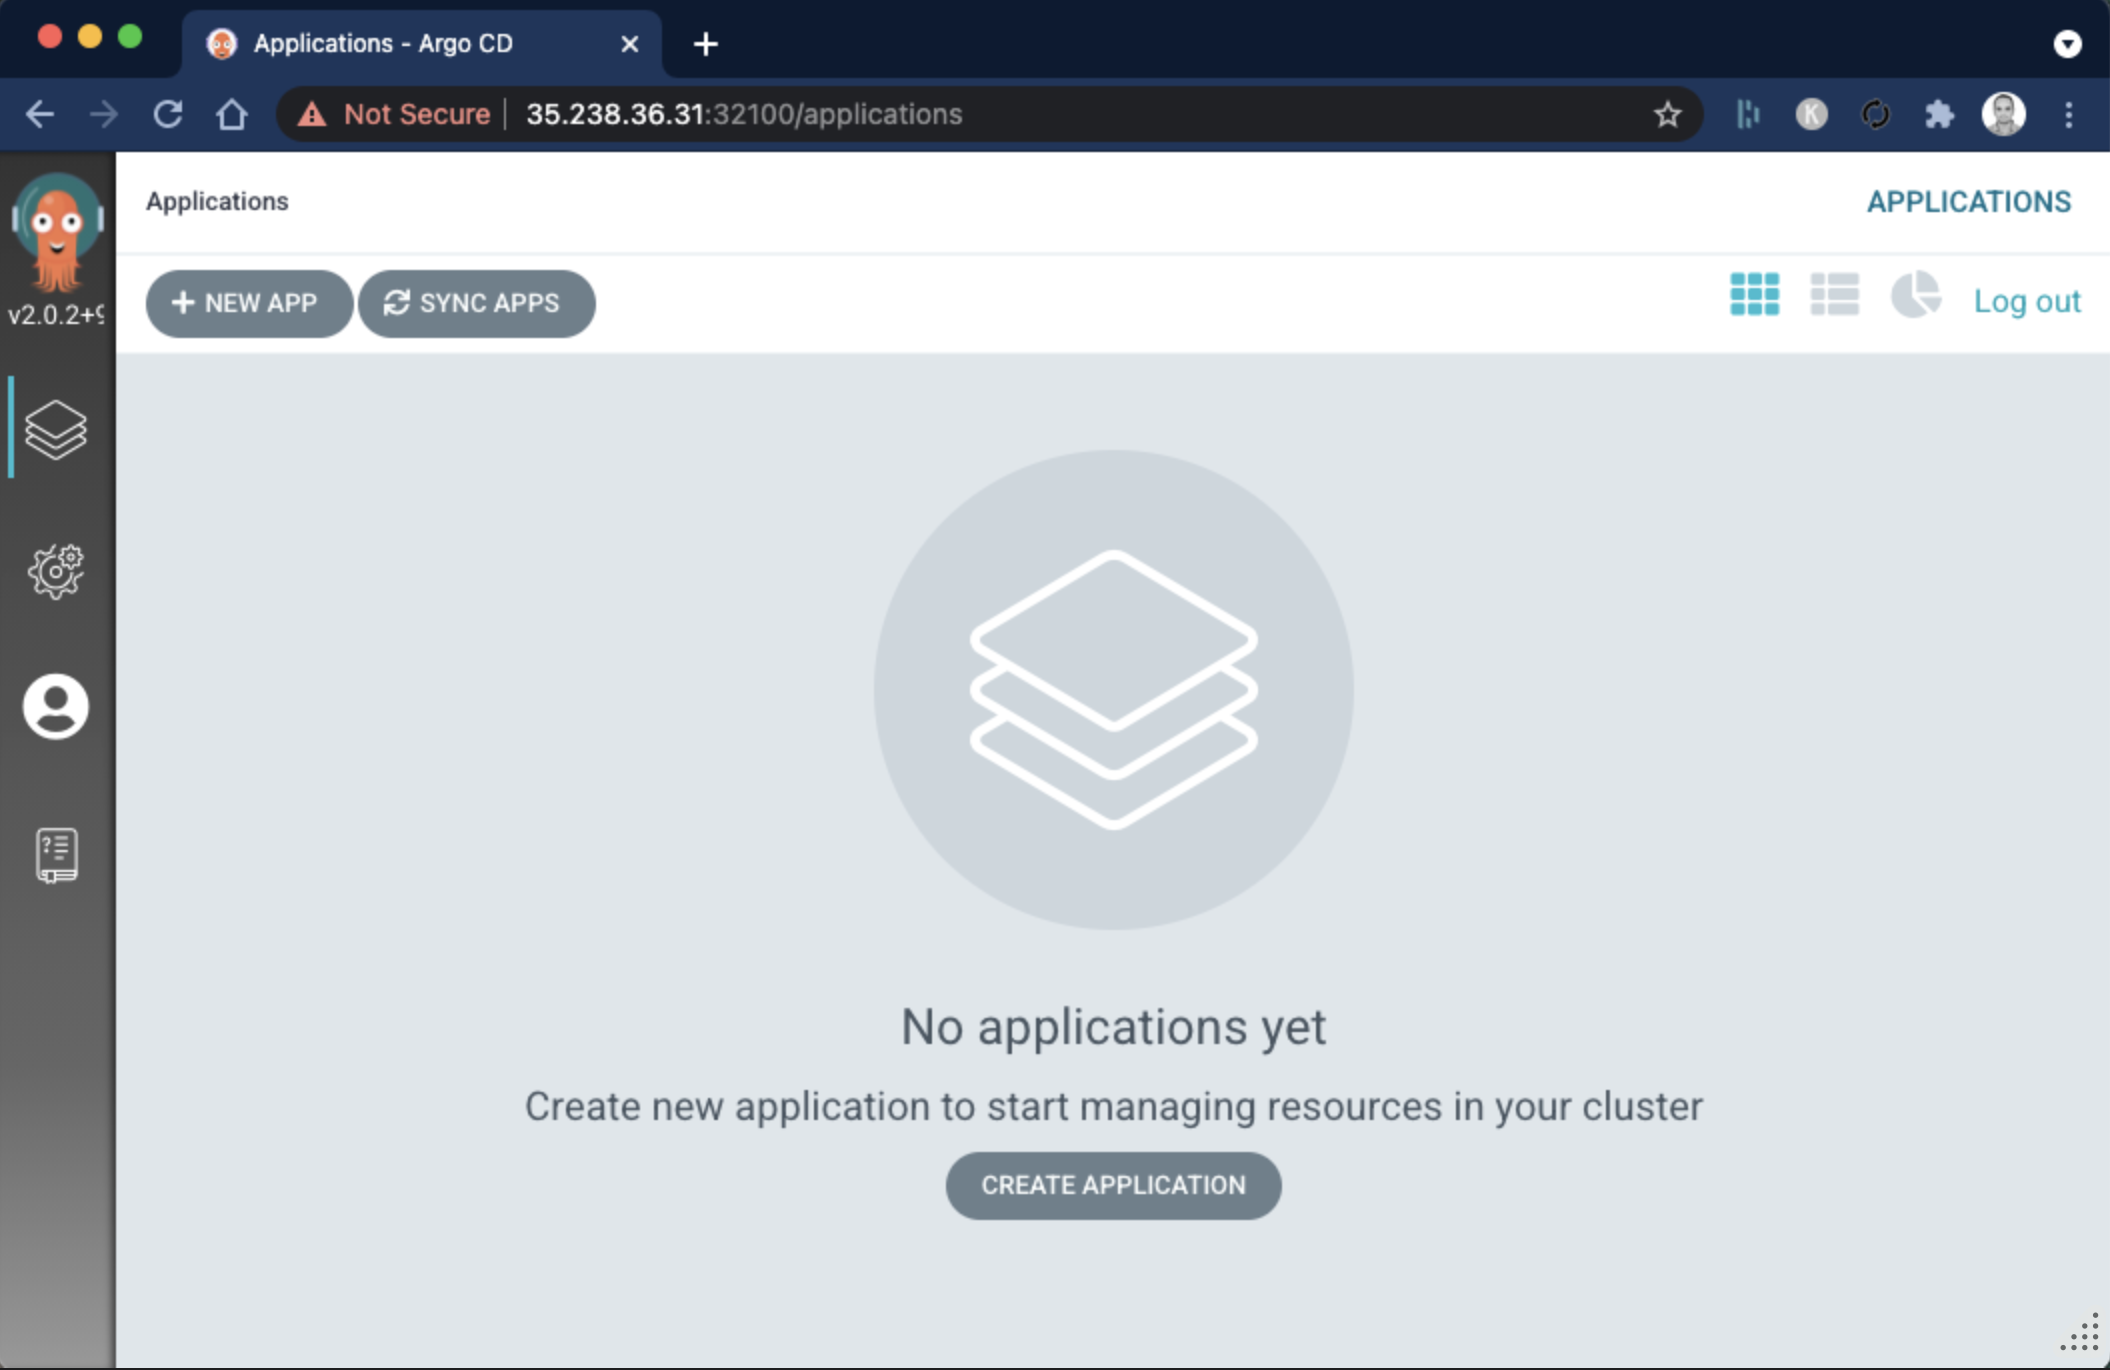 Applications - Argo CD
Not Secure 35.238.36.31:32100/applications
K
Applications
APPLICATIONS
v2.0.2+9
NEW APP
SYNC APPS
Log out
No applications yet
Create new application to start managing resources in your cluster
CREATE APPLICATION